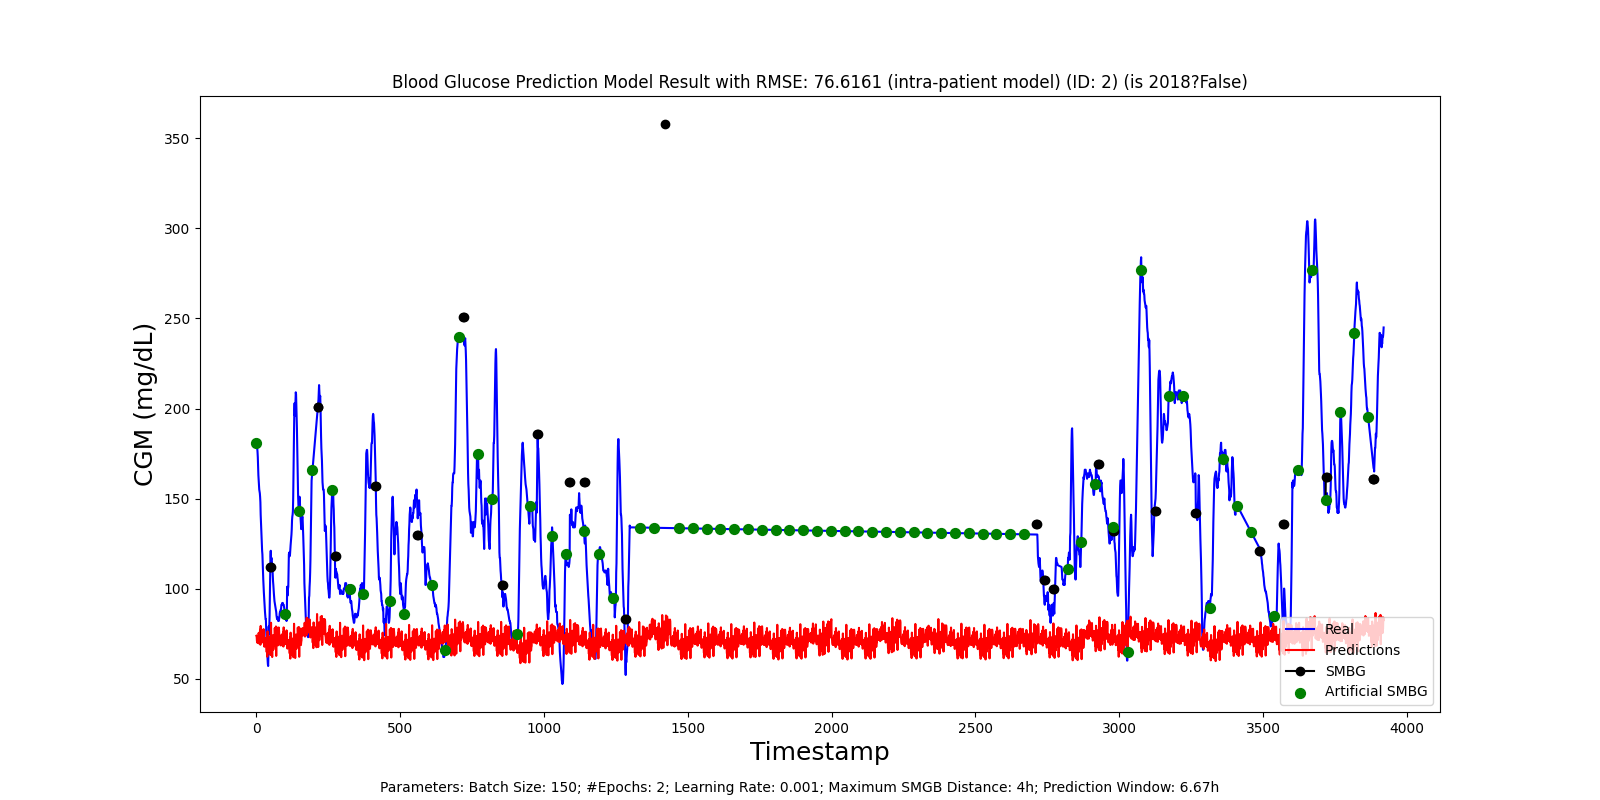 Blood Glucose Prediction Model Result with RMSE: 76.6161 (intra-patient model) (ID: 2) (is 2018?False)
350
300
250
200
150
100
50
CGM (mg/dL)
Real
Predictions
SMBG
Artificial SMBG
0 500 1000 1500 2000 2500 3000 3500 4000
Timestamp
Parameters: Batch Size: 150; #Epochs: 2; Learning Rate: 0.001; Maximum SMGB Distance: 4h; Prediction Window: 6.67h